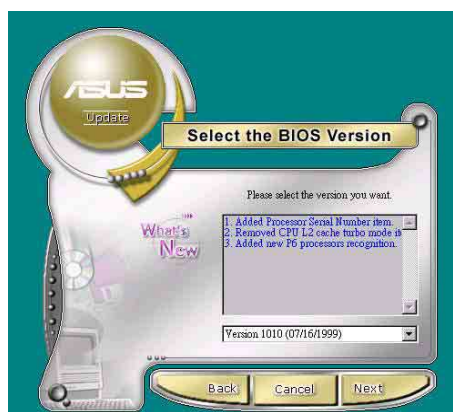 ASUS
Update
Select the BIOS Version
Please select the version you want.
What's
New
1. Added Processor Serial Number item.
2. Removed CPU L2 cache turbo mode it
3. Added new P6 processors recognition.
Version 1010 (07/16/1999)
Back
Cancel
Next